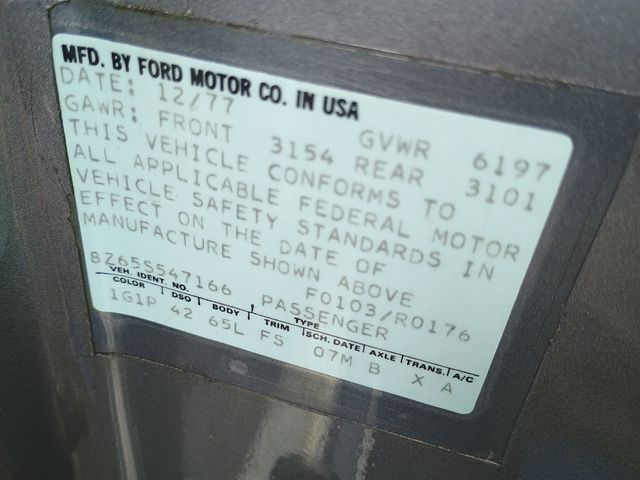 MFD. BY FORD MOTOR CO. IN USA
DATE: 12/77 GVWR 6197
GAWR: FRONT 3154 REAR 3101
THIS VEHICLE CONFORMS TO
ALL APPLICABLE FEDERAL MOTOR
VEHICLE SAFETY STANDARDS IN
EFFECT ON THE DATE OF
MANUFACTURE SHOWN ABOVE
F0103/R0176
8Z65S547166 PASSENGER
VEH. IDENT. NO. TYPE
COLOR DSO BODY TRIM SCH. DATE AXLE TRANS. A/C
1G1P 42 65L FS 07M B X A